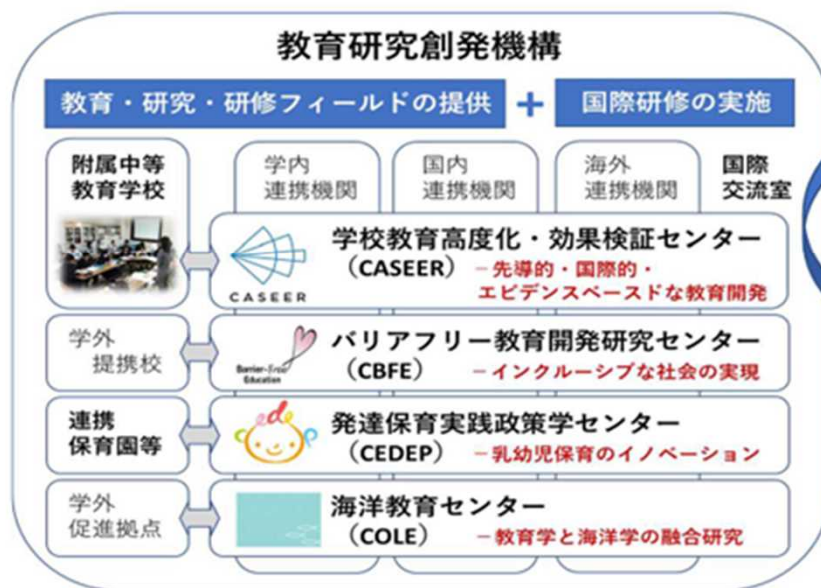 教育研究創発機構
教育・研究・研修フィールドの提供 + 国際研修の実施
附属中等
教育学校
学内
連携機関
国内
連携機関
海外
連携機関
国際
交流室
CASEER
学校教育高度化・効果検証センター
（CASEER） －先導的・国際的・
エビデンスベースドな教育開発
学外
提携校
Barrier-Free
Education
バリアフリー教育開発研究センター
（CBFE） －インクルーシブな社会の実現
連携
保育園等
cedep
発達保育実践政策学センター
（CEDEP） －乳幼児保育のイノベーション
学外
促進拠点
海洋教育センター
（COLE） －教育学と海洋学の融合研究